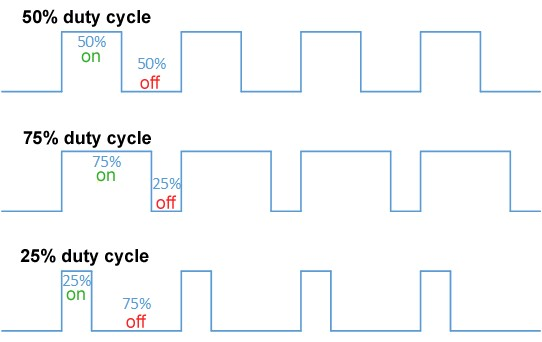 50% duty cycle
50%
on
50%
off
75% duty cycle
75%
on
25%
off
25% duty cycle
25%
on
75%
off